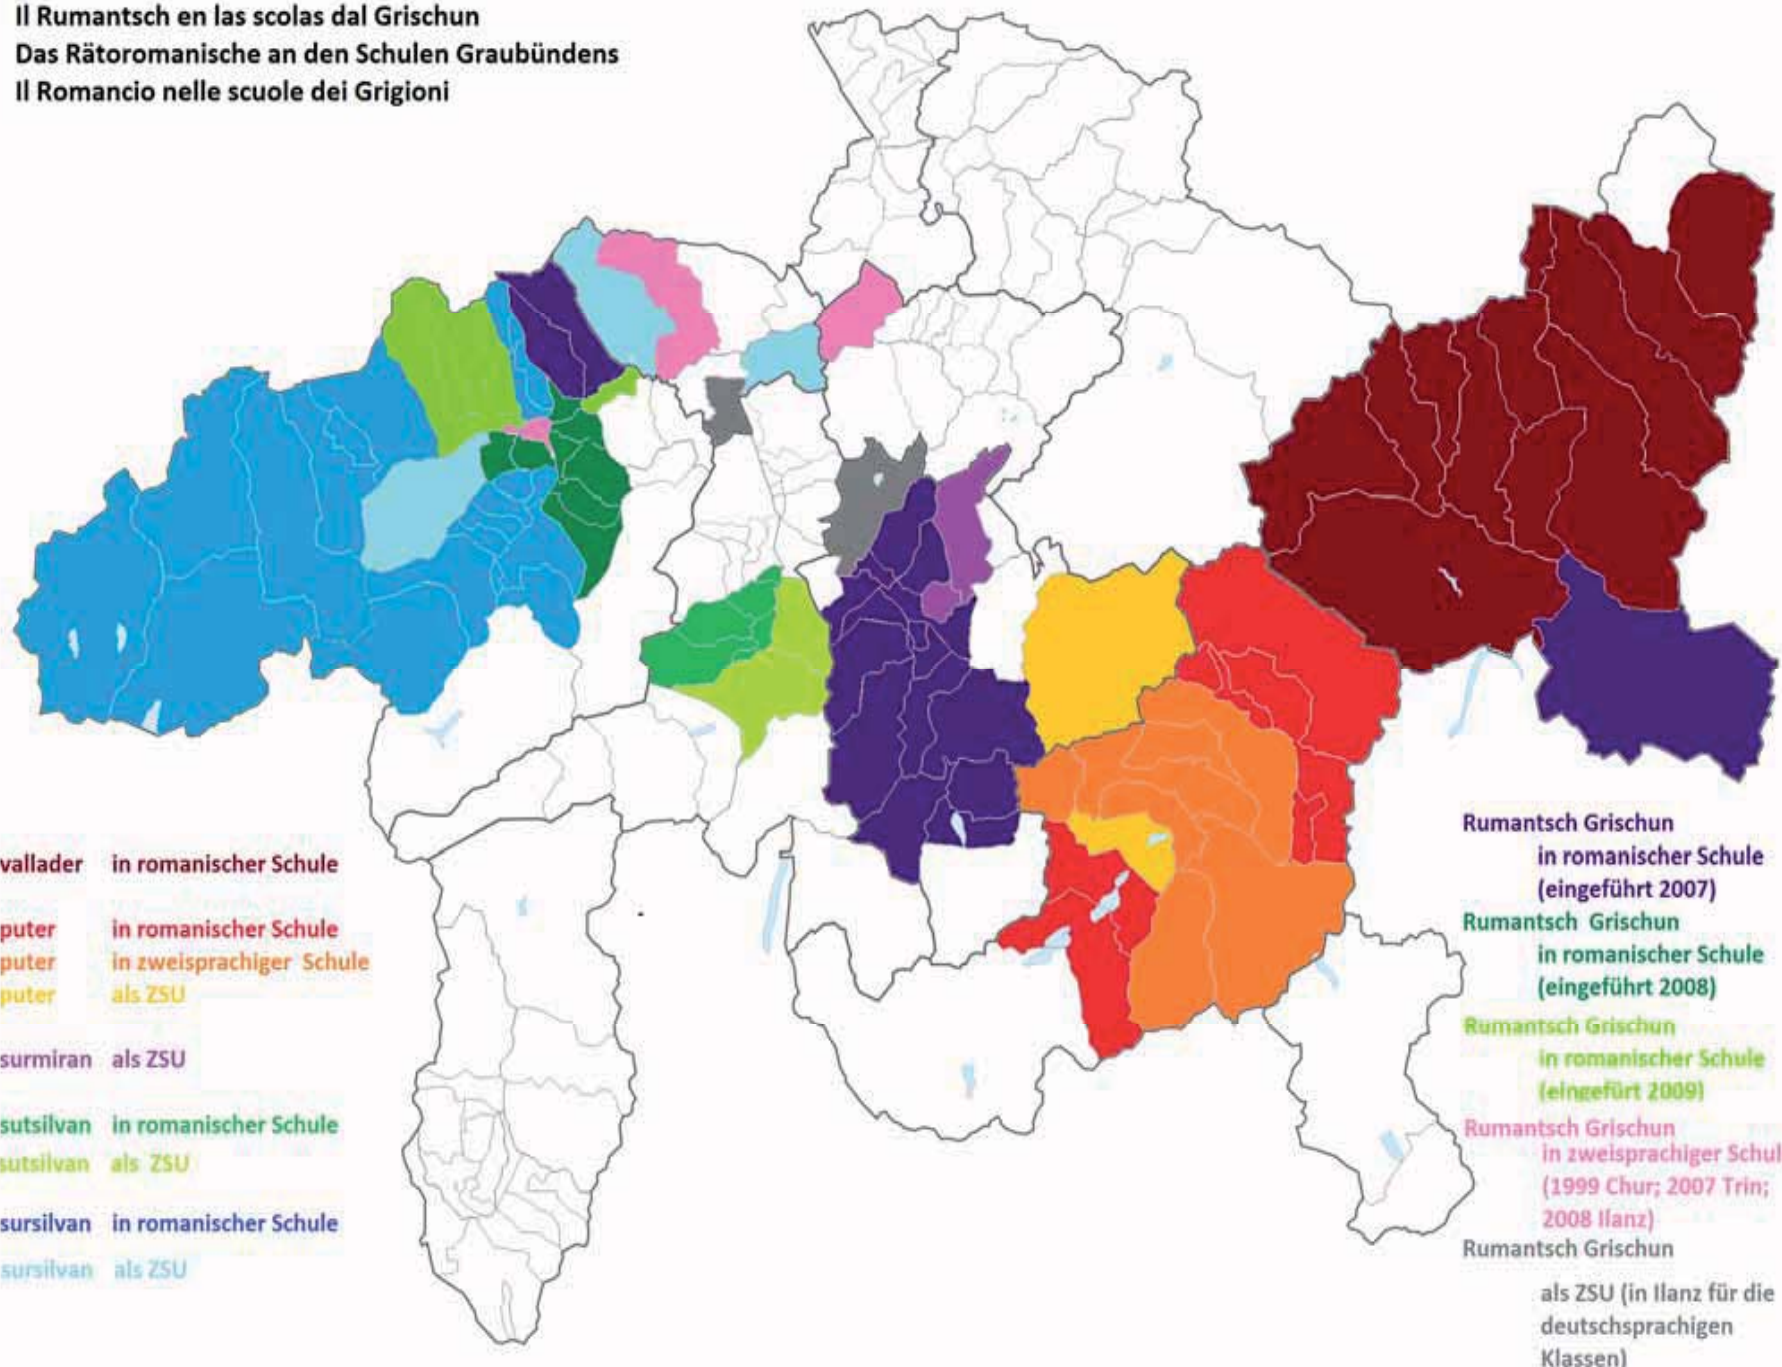 Il Rumantsch en las scolas dal Grischun
Das Rätoromanische an den Schulen Graubündens
Il Romancio nelle scuole dei Grigioni
vallader in romanischer Schule
puter in romanischer Schule
puter in zweisprachiger Schule
puter als ZSU
surmiran als ZSU
sutsilvan in romanischer Schule
sutsilvan als ZSU
sursilvan in romanischer Schule
sursilvan als ZSU
Rumantsch Grischun
in romanischer Schule
(eingeführt 2007)
Rumantsch Grischun
in romanischer Schule
(eingeführt 2008)
Rumantsch Grischun
in romanischer Schule
(eingefürt 2009)
Rumantsch Grischun
in zweisprachiger Schul
(1999 Chur; 2007 Trin;
2008 Ilanz)
Rumantsch Grischun
als ZSU (in Ilanz für die
deutschsprachigen
Klassen)